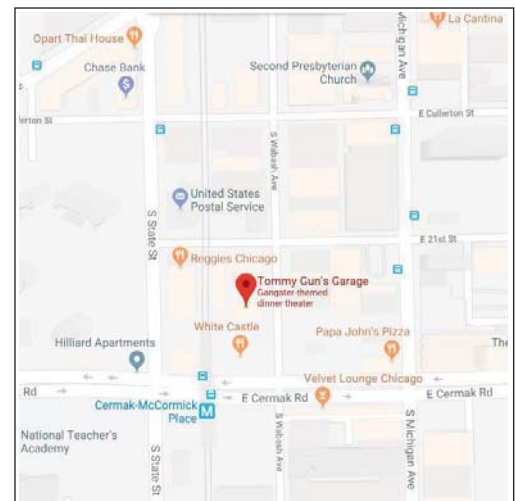 La Cantina
Opart Thai House
Michigan Ave
Chase Bank
Second Presbyterian
Church
E Cullerton St
llerton St
S Wabash Ave
United States
Postal Service
S State St
E 21st St
Reggies Chicago
Tommy Gun's Garage
Gangster themed
dinner theater
White Castle
Papa John's Pizza
Hilliard Apartments
The
Velvet Lounge Chicago
Rd
E Cermak Rd
E Cermak Rd
Cermak-McCormick
Place
M
National Teacher's
Academy
S State St
S Wabash Ave
S Michigan Ave